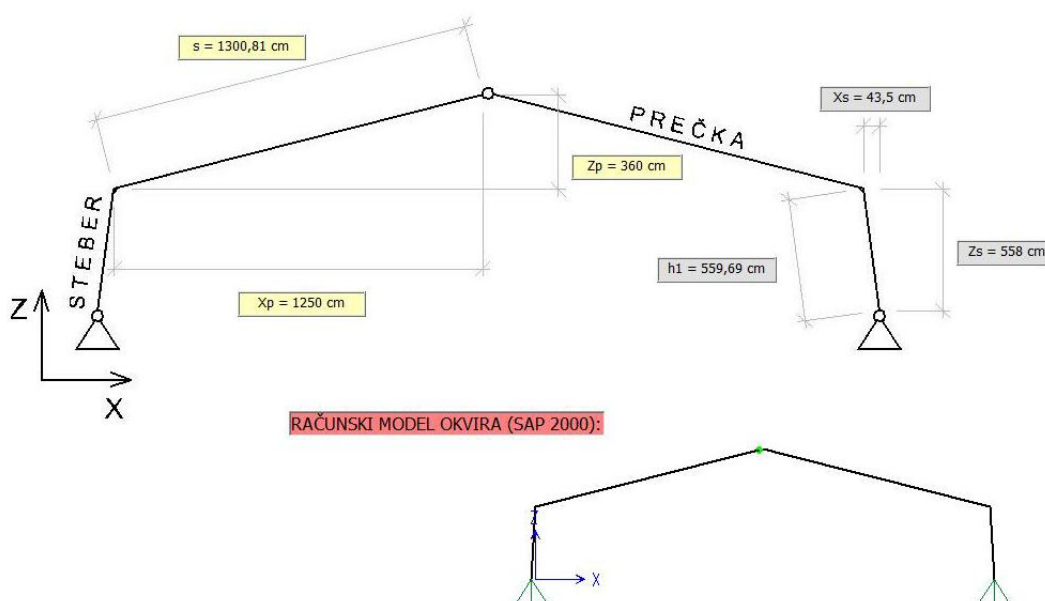 s = 1300,81 cm
Xs = 43,5 cm
PREČKA
Zp = 360 cm
STEBER
h1 = 559,69 cm
Zs = 558 cm
Xp = 1250 cm
Z
X
RAČUNSKI MODEL OKVIRA (SAP 2000):
Z
X